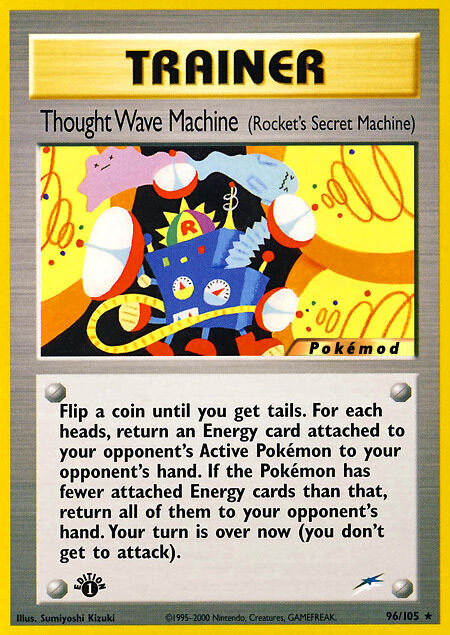 TRAINER
Thought Wave Machine (Rocket's Secret Machine)
R
Pokémod
Flip a coin until you get tails. For each
heads, return an Energy card attached to
your opponent's Active Pokémon to your
opponent's hand. If the Pokémon has
fewer attached Energy cards than that,
return all of them to your opponent's
hand. Your turn is over now (you don't
get to attack).
EDITION
1
Illus. Sumiyoshi Kizuki ©1995-2000 Nintendo, Creatures, GAMEFREAK. 96/105 ★